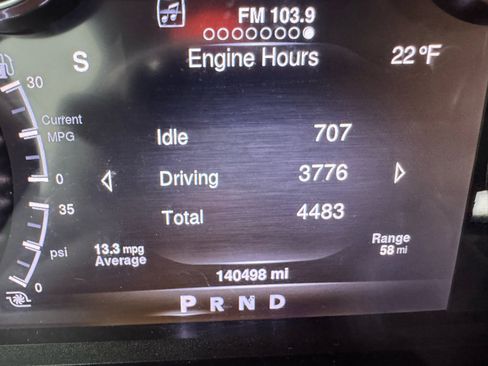 FM 103.9
Engine Hours
S
22 °F
30
Current
MPG
0
Idle 707
Driving 3776
Total 4483
35
psi
0
13.3 mpg
Average
Range
58 mi
140498 mi
P R N D